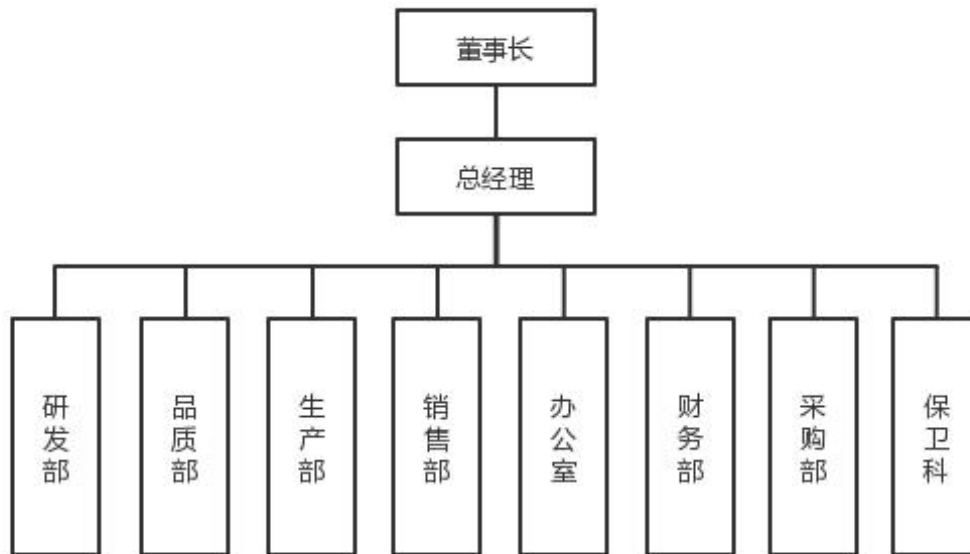 董事长
总经理
研发部
品质部
生产部
销售部
办公室
财务部
采购部
保卫科